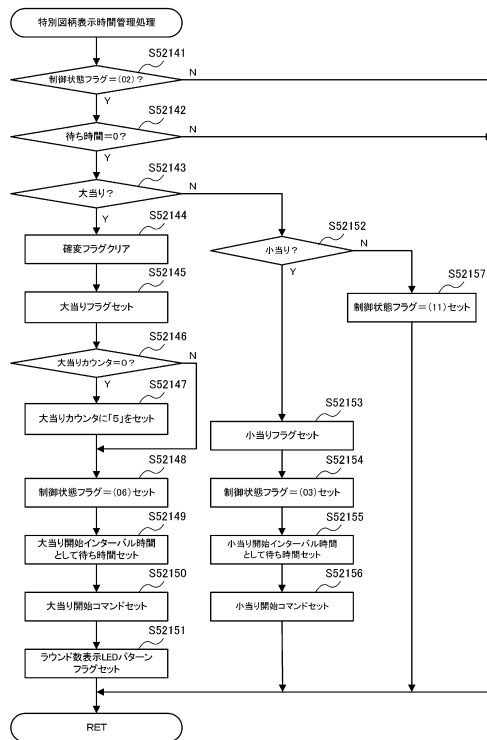 特別図柄表示時間管理処理
S52141
制御状態フラグ=(02)?
N
Y
S52142
待ち時間=0?
N
Y
S52143
大当り?
N
Y
S52144
確変フラグクリア
S52145
大当りフラグセット
S52146
大当りカウンタ=0?
N
Y
S52147
大当りカウンタに「5」をセット
S52148
制御状態フラグ=(06)セット
S52149
大当り開始インターバル時間
として待ち時間セット
S52150
大当り開始コマンドセット
S52151
ラウンド数表示LEDパターン
フラグセット
S52152
小当り?
N
Y
S52153
小当りフラグセット
S52154
制御状態フラグ=(03)セット
S52155
小当り開始インターバル時間
として待ち時間セット
S52156
小当り開始コマンドセット
S52157
制御状態フラグ=(11)セット
RET